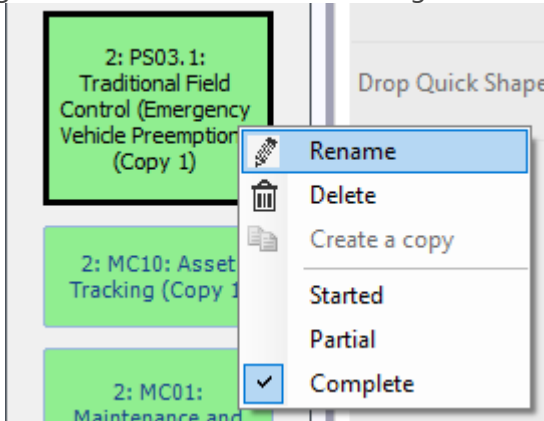 2: PS03.1:
Traditional Field
Control (Emergency
Vehicle Preemption
(Copy 1)
Drop Quick Shape
Rename
Delete
Create a copy
Started
Partial
Complete
2: MC10: Asset
Tracking (Copy 1
2: MC01:
Maintenance and